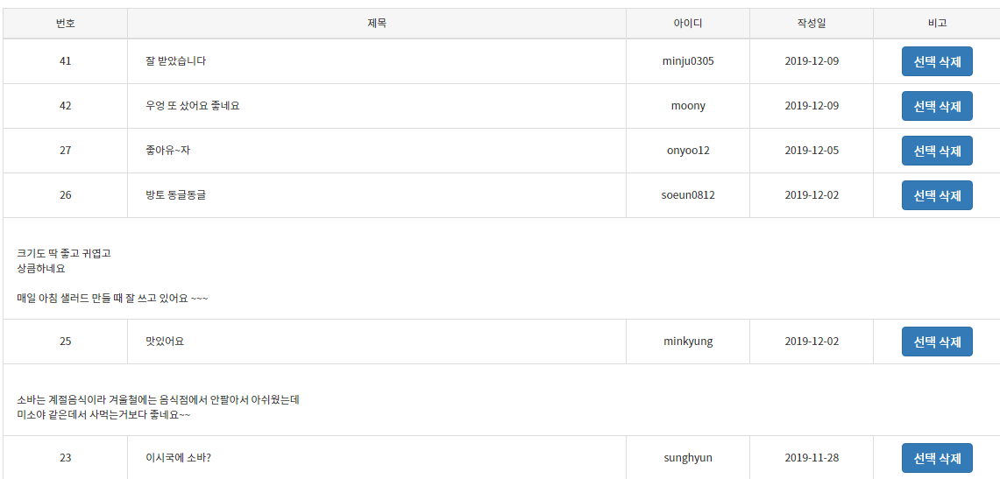 번호 제목 아이디 작성일 비고
41 잘 받았습니다 minju0305 2019-12-09 선택 삭제
42 우엉 또 샀어요 좋네요 moony 2019-12-09 선택 삭제
27 좋아유~자 onyoo12 2019-12-05 선택 삭제
26 방토 동글동글 soeun0812 2019-12-02 선택 삭제
크기도 딱 좋고 귀엽고
상큼하네요
매일 아침 샐러드 만들 때 잘 쓰고 있어요 ~~~
25 맛있어요 minkyung 2019-12-02 선택 삭제
소바는 계절음식이라 겨울철에는 음식점에서 안팔아서 아쉬웠는데
미소야 같은데서 사먹는거보다 좋네요~~
23 이시국에 소바? sunghyun 2019-11-28 선택 삭제